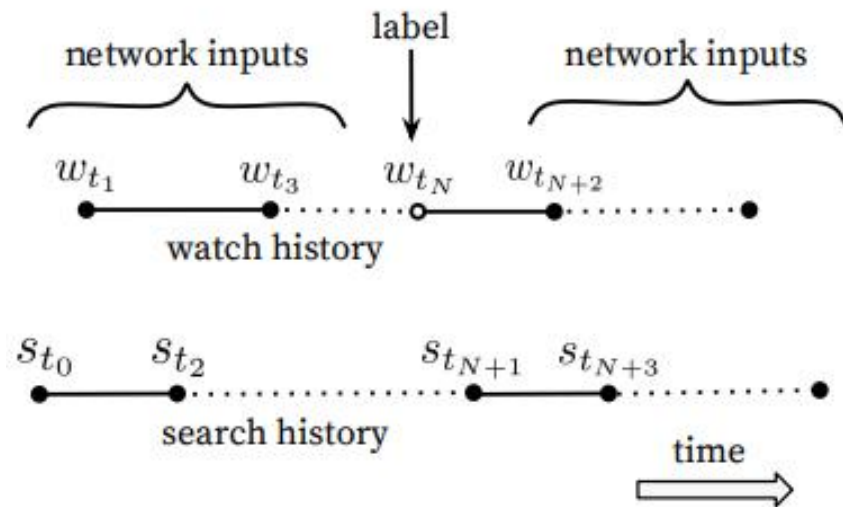 label
network inputs
network inputs
w_{t_1} w_{t_3} w_{t_N} w_{t_{N+2}}
watch history
s_{t_0} s_{t_2} s_{t_{N+1}} s_{t_{N+3}}
search history
time